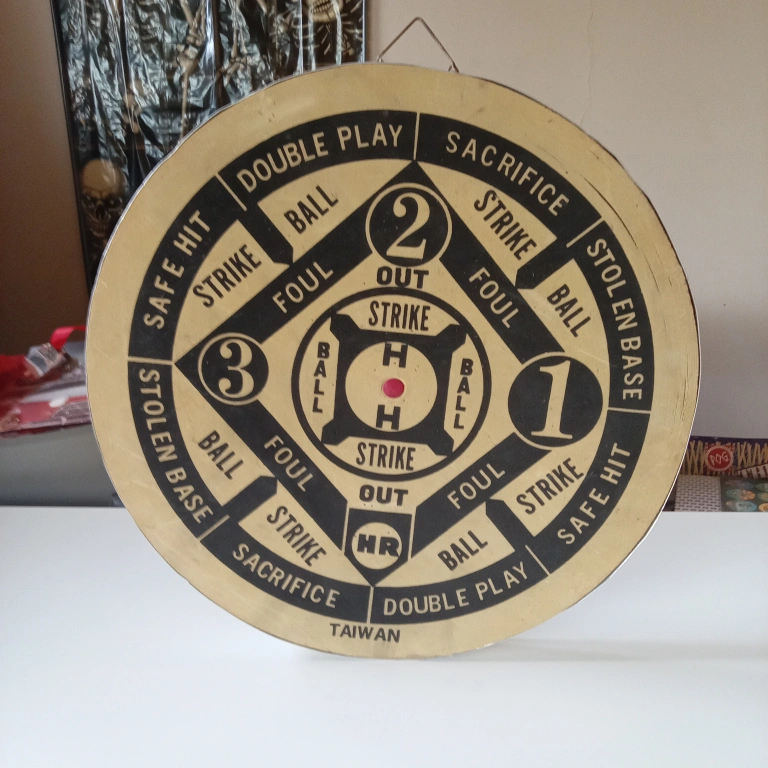 DOUBLE PLAY
SACRIFICE
SAFE HIT
STRIKE
BALL
2
STRIKE
BALL
STOLEN BASE
FOUL
OUT
FOUL
STRIKE
3
BALL
H
H
BALL
1
STRIKE
STOLEN BASE
BALL
FOUL
OUT
FOUL
STRIKE
SAFE HIT
STRIKE
HR
BALL
SACRIFICE
DOUBLE PLAY
TAIWAN
POG